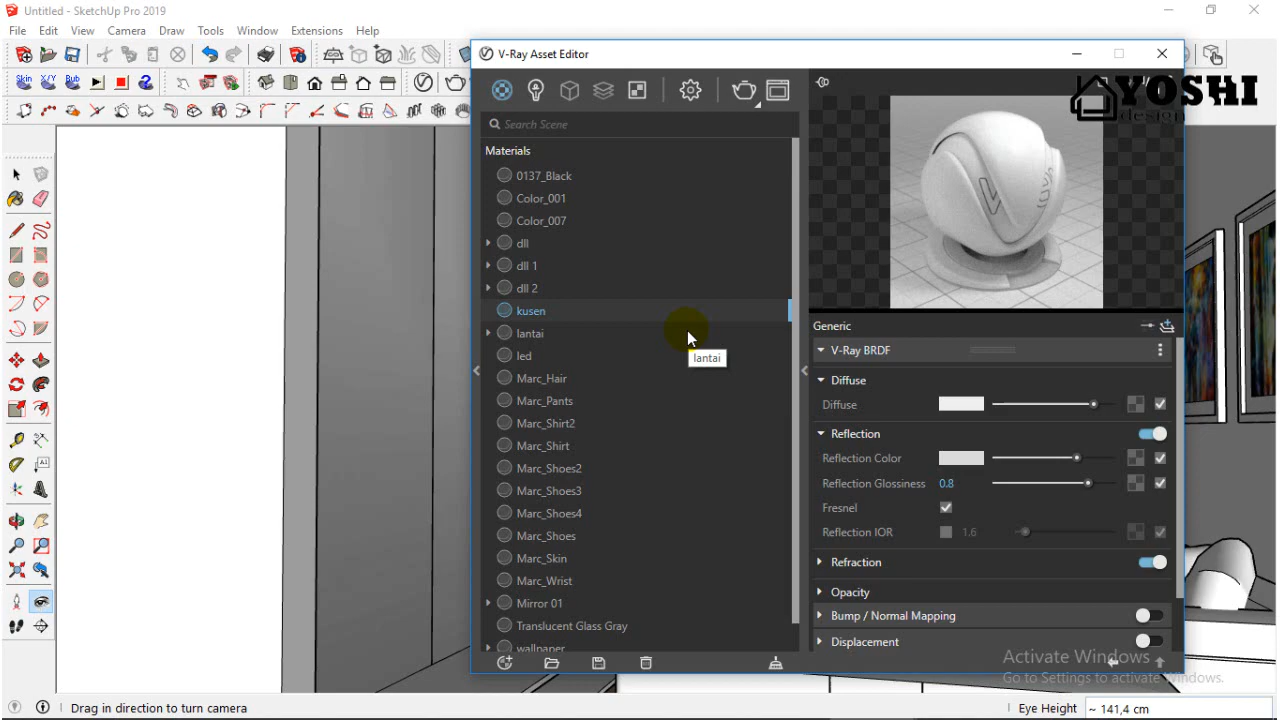 Untitled - SketchUp Pro 2019
File Edit View Camera Draw Tools Window Extensions Help
V-Ray Asset Editor
YOSHI
design
Search Scene
Materials
0137_Black
Color_001
Color_007
dll
dll 1
dll 2
kusen
lantai
led
Marc_Hair
Marc_Pants
Marc_Shirt2
Marc_Shirt
Marc_Shoes2
Marc_Shoes3
Marc_Shoes4
Marc_Shoes
Marc_Skin
Marc_Wrist
Mirror 01
Translucent Glass Gray
wallpaper
lantai
Generic
V-Ray BRDF
Diffuse
Diffuse
Reflection
Reflection Color
Reflection Glossiness 0.8
Fresnel
Reflection IOR 1.6
Refraction
Opacity
Bump / Normal Mapping
Displacement
Activate Windows
Go to Settings to activate Windows.
Drag in direction to turn camera
Eye Height ~ 141,4 cm